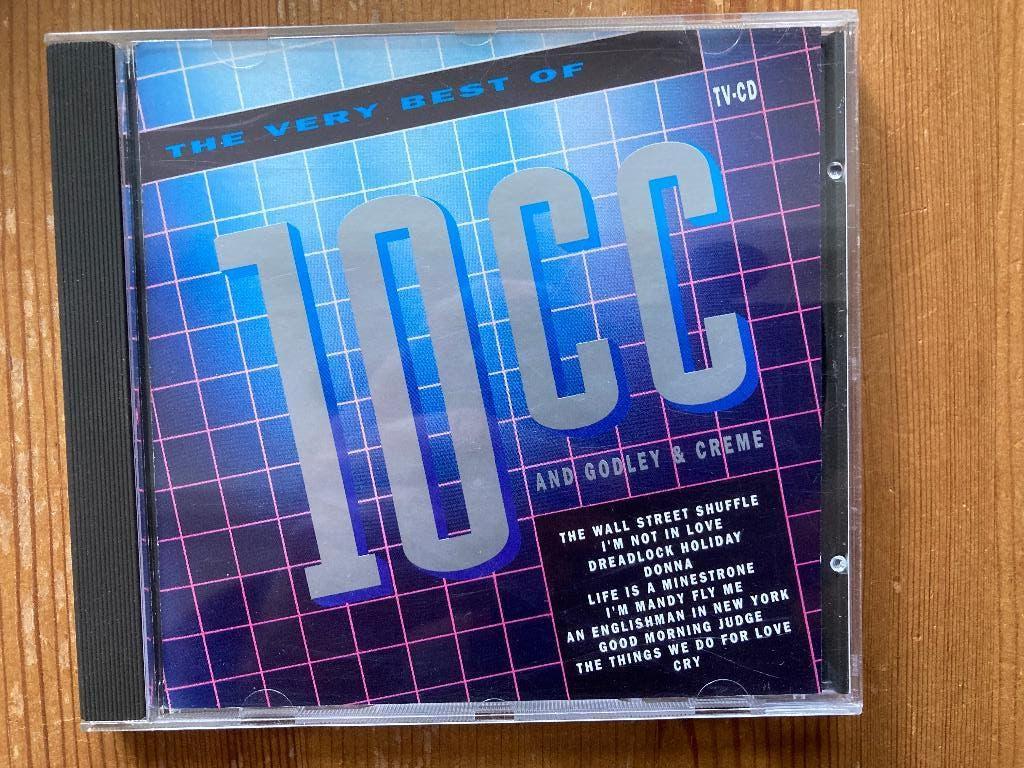 THE VERY BEST OF
TV-CD
10CC
AND GODLEY & CREME
THE WALL STREET SHUFFLE
I'M NOT IN LOVE
DREADLOCK HOLIDAY
DONNA
LIFE IS A MINESTRONE
I'M MANDY FLY ME
AN ENGLISHMAN IN NEW YORK
GOOD MORNING JUDGE
THE THINGS WE DO FOR LOVE
CRY